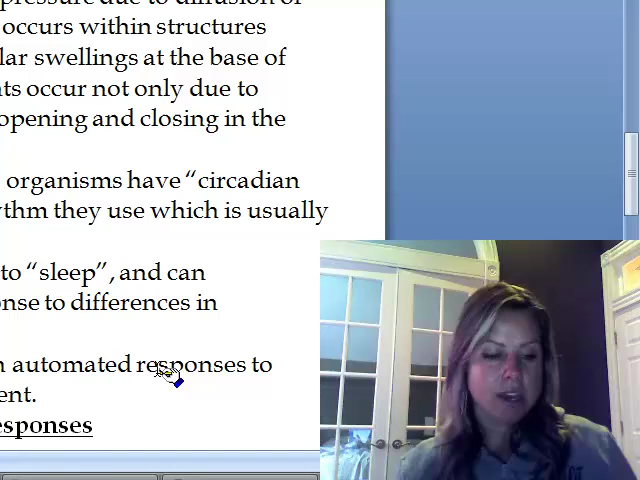 pressure due to diffusion of
occurs within structures
lar swellings at the base of
ts occur not only due to
opening and closing in the
organisms have “circadian
ythm they use which is usually
to “sleep”, and can
onse to differences in
n automated responses to
ent.
esponses